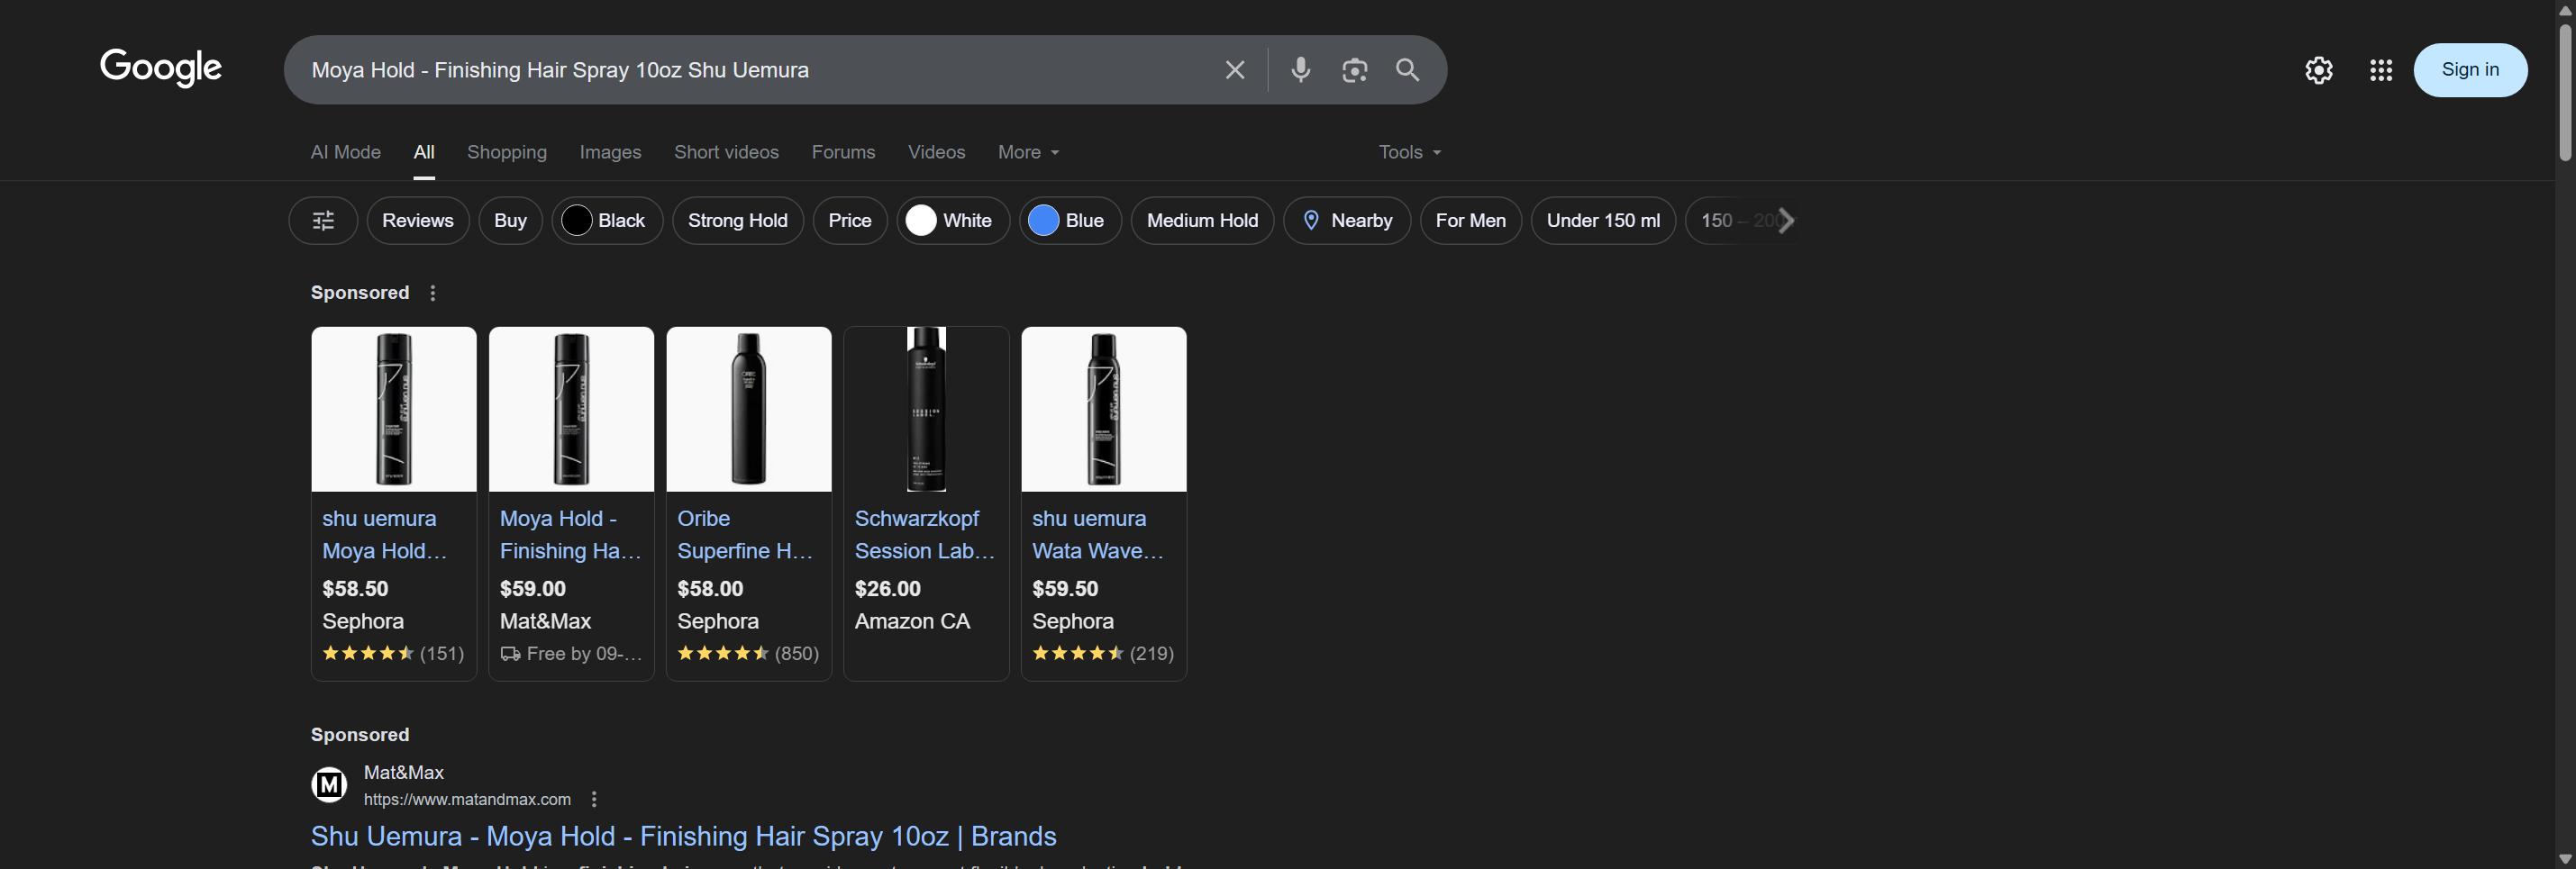 Google
Moya Hold - Finishing Hair Spray 10oz Shu Uemura
Sign in
AI Mode
All
Shopping
Images
Short videos
Forums
Videos
More
Tools
Reviews
Buy
Black
Strong Hold
Price
White
Blue
Medium Hold
Nearby
For Men
Under 150 ml
150 – 200
Sponsored
shu uemura
Moya Hold...
$58.50
Sephora
(151)
Moya Hold -
Finishing Ha...
$59.00
Mat&Max
Free by 09-...
Oribe
Superfine H...
$58.00
Sephora
(850)
Schwarzkopf
Session Lab...
$26.00
Amazon CA
shu uemura
Wata Wave...
$59.50
Sephora
(219)
Sponsored
M
Mat&Max
https://www.matandmax.com
Shu Uemura - Moya Hold - Finishing Hair Spray 10oz | Brands